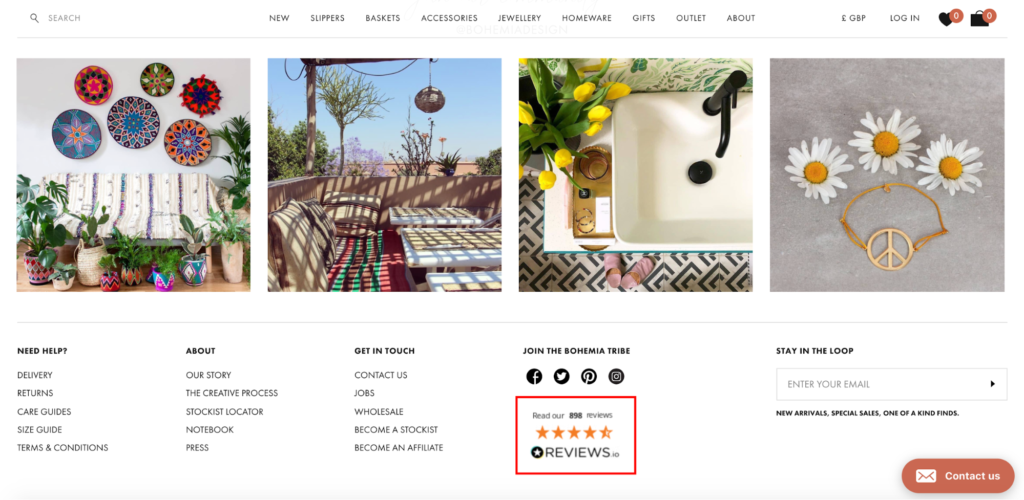 SEARCH
NEW SLIPPERS BASKETS ACCESSORIES JEWELLERY HOMEWARE GIFTS OUTLET ABOUT
£ GBP LOG IN 0 0
@BOHEMIADESIGN
NEED HELP?
DELIVERY
RETURNS
CARE GUIDES
SIZE GUIDE
TERMS & CONDITIONS
ABOUT
OUR STORY
THE CREATIVE PROCESS
STOCKIST LOCATOR
NOTEBOOK
PRESS
GET IN TOUCH
CONTACT US
JOBS
WHOLESALE
BECOME A STOCKIST
BECOME AN AFFILIATE
JOIN THE BOHEMIA TRIBE
Read our 898 reviews
REVIEWS.io
STAY IN THE LOOP
ENTER YOUR EMAIL
NEW ARRIVALS, SPECIAL SALES, ONE OF A KIND FINDS.
Contact us